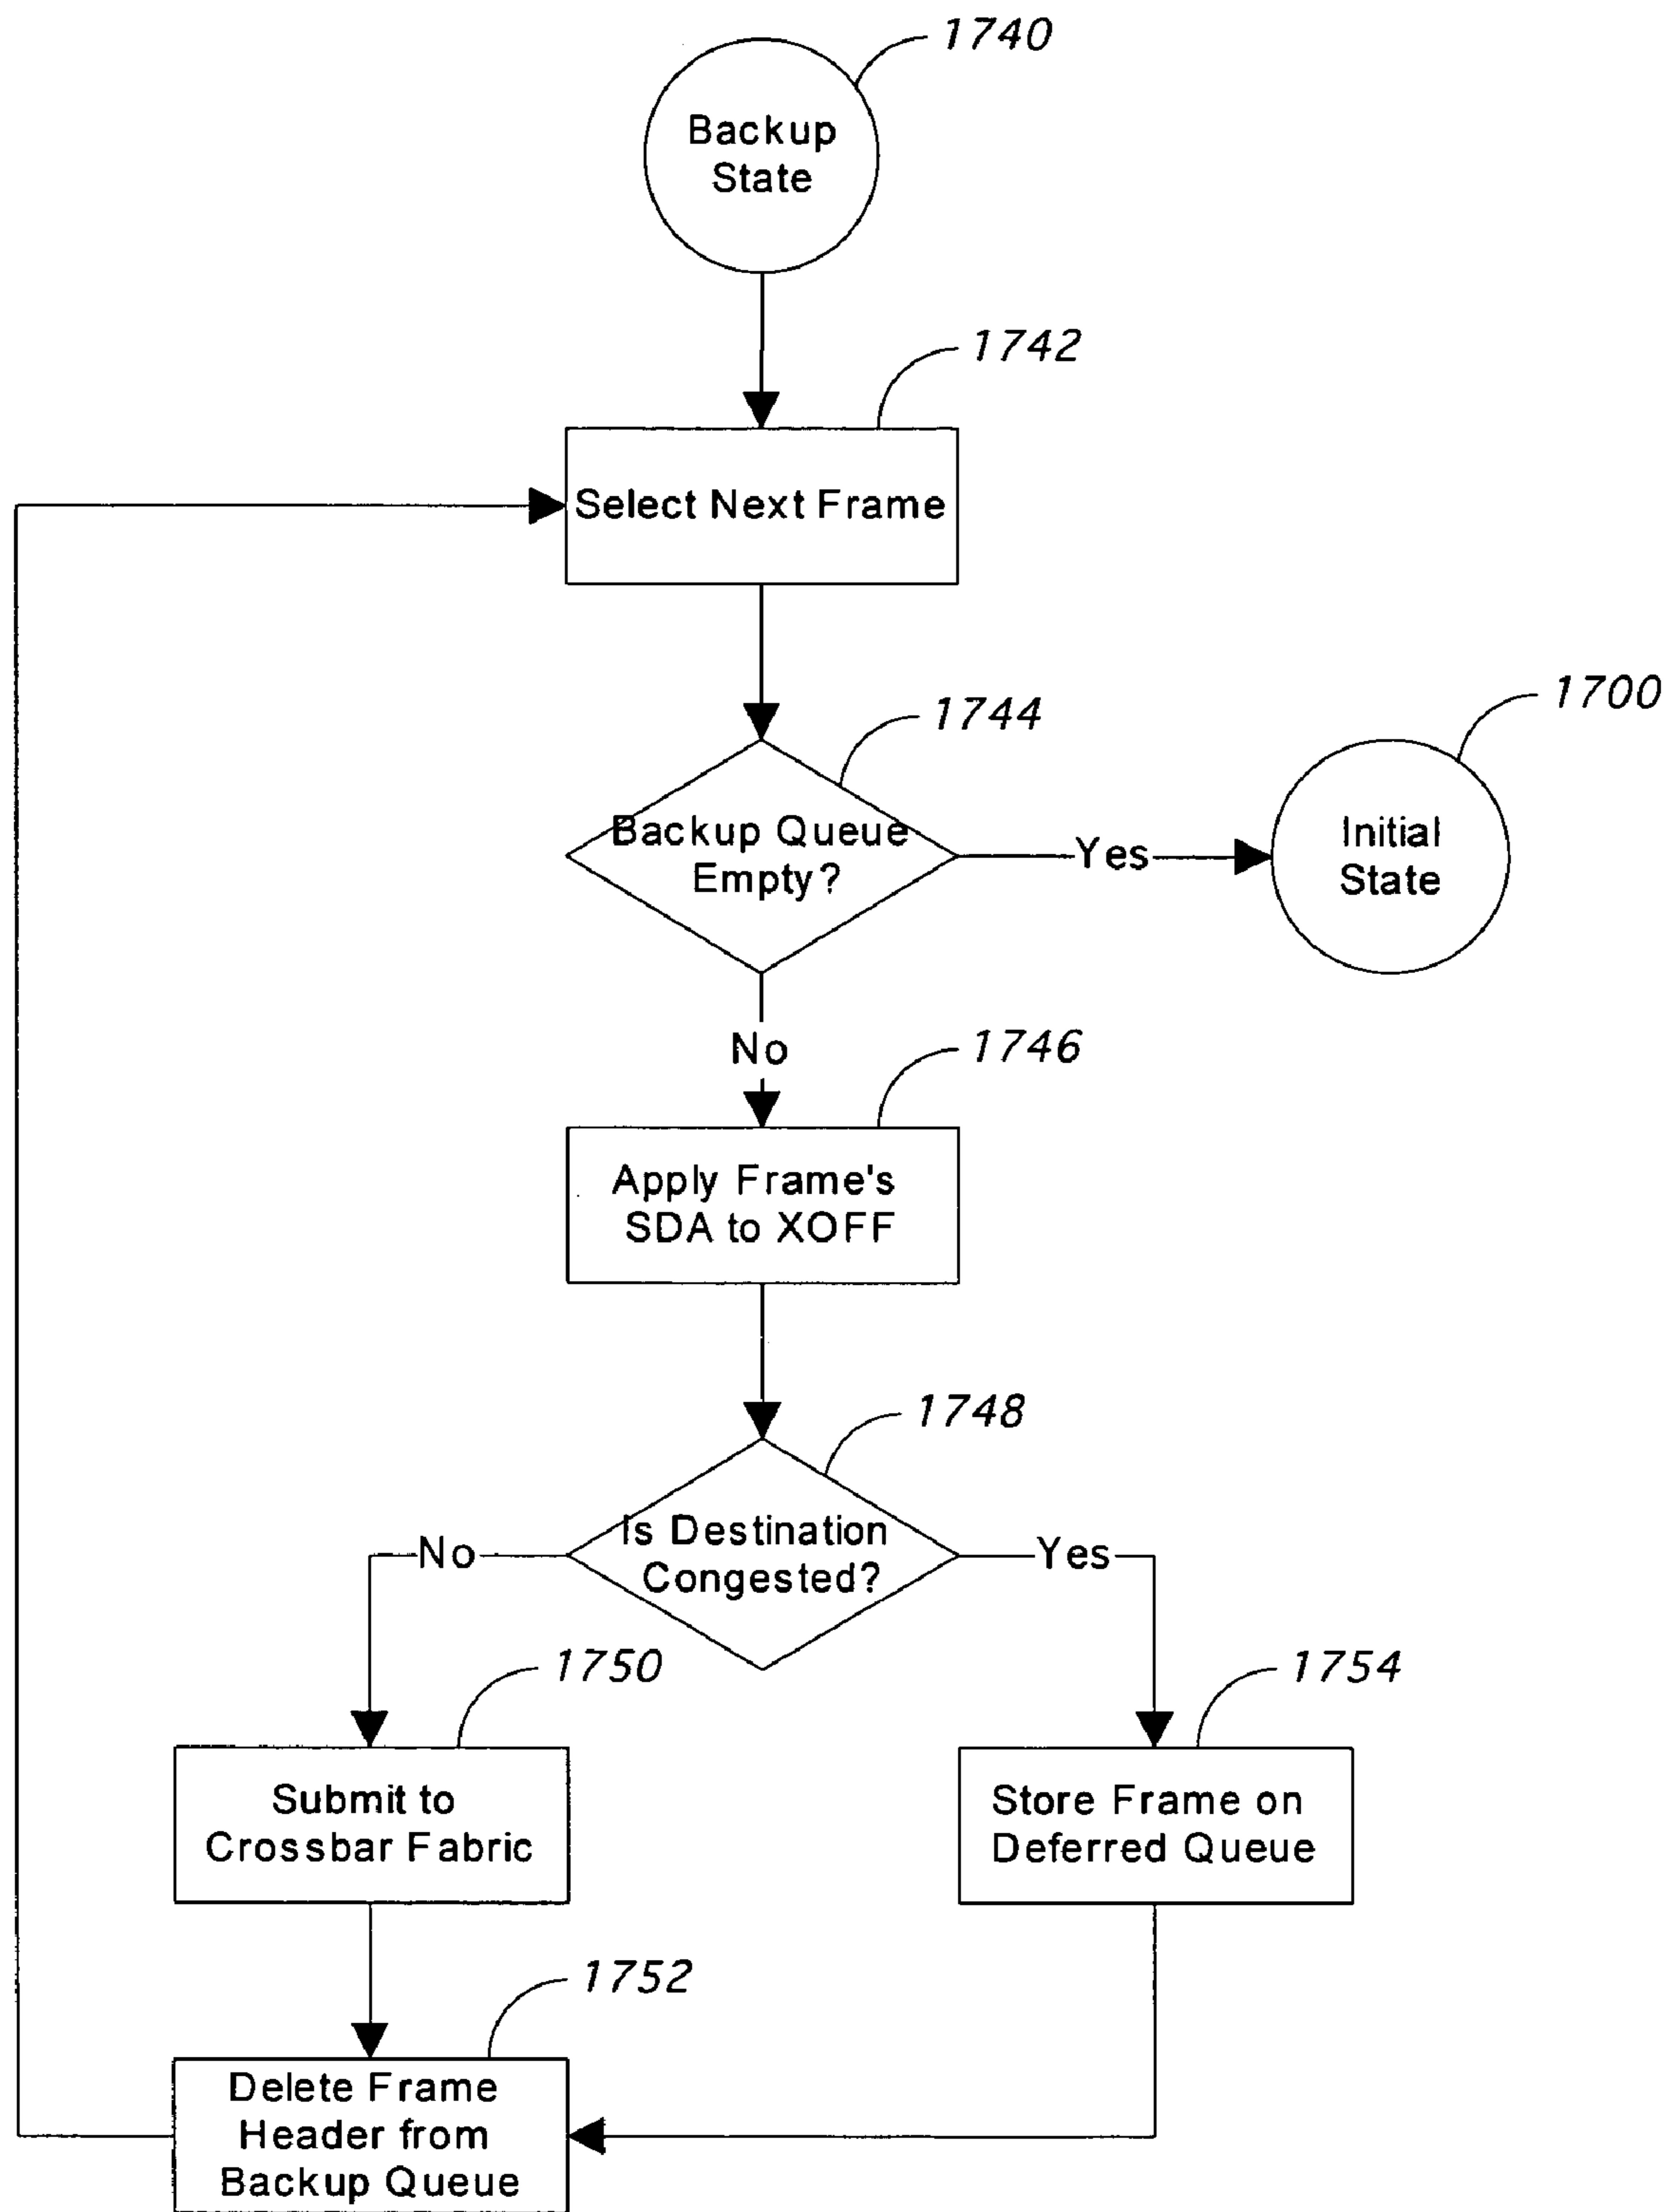 1740
Backup
State
1742
Select Next Frame
1744
1700
Backup Queue
Empty?
Yes
Initial
State
No
1746
Apply Frame's
SDA to XOFF
1748
Is Destination
Congested?
No
Yes
1750
1754
Submit to
Crossbar Fabric
Store Frame on
Deferred Queue
1752
Delete Frame
Header from
Backup Queue